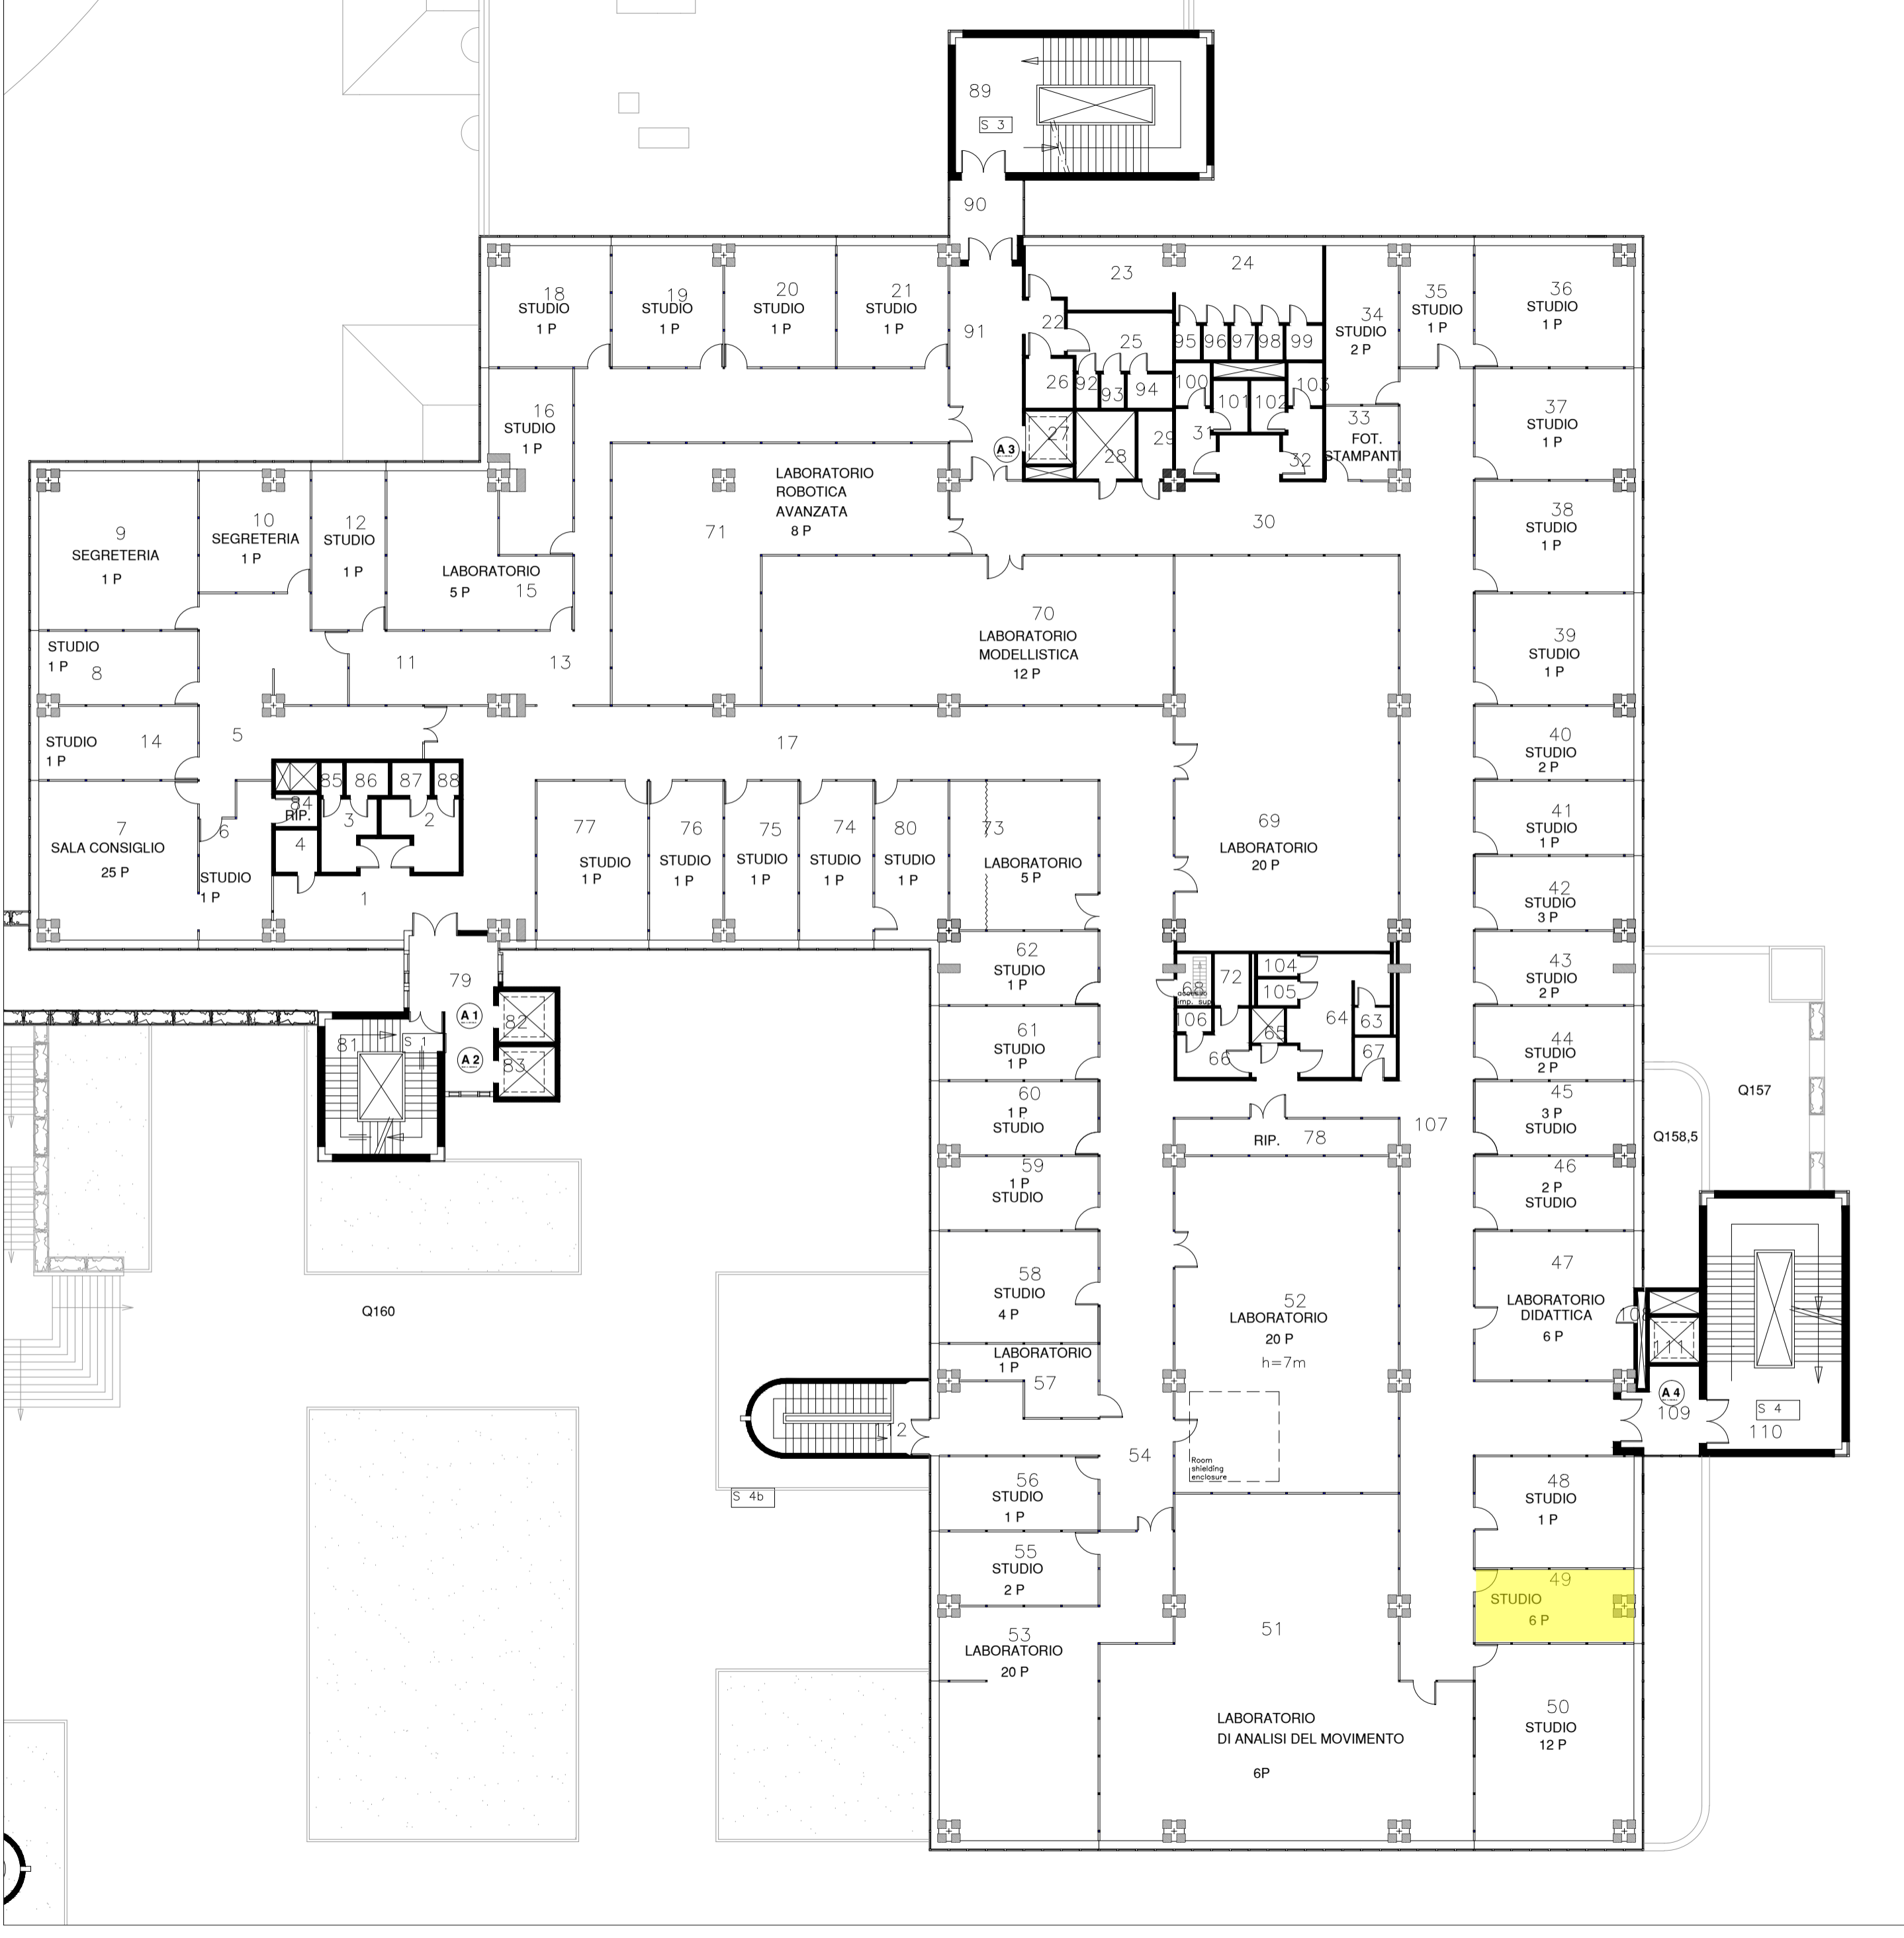 89
S 3
90
18
STUDIO
1 P
19
STUDIO
1 P
20
STUDIO
1 P
21
STUDIO
1 P
91
22
23
24
25
26
27
28
29
92
93
94
95
96
97
98
99
100
101
102
103
31
32
A 3
34
STUDIO
2 P
33
FOT.
STAMPANTI
35
STUDIO
1 P
36
STUDIO
1 P
37
STUDIO
1 P
38
STUDIO
1 P
39
STUDIO
1 P
40
STUDIO
2 P
41
STUDIO
1 P
42
STUDIO
3 P
43
STUDIO
2 P
44
STUDIO
2 P
45
3 P
STUDIO
46
2 P
STUDIO
47
LABORATORIO
DIDATTICA
6 P
16
STUDIO
1 P
9
SEGRETERIA
1 P
10
SEGRETERIA
1 P
12
STUDIO
1 P
LABORATORIO
5 P
15
LABORATORIO
ROBOTICA
AVANZATA
8 P
71
30
70
LABORATORIO
MODELLISTICA
12 P
STUDIO
1 P
8
11
13
STUDIO
1 P
14
5
17
7
SALA CONSIGLIO
25 P
6
STUDIO
1 P
84
RIP.
4
85
86
87
88
3
2
1
77
STUDIO
1 P
76
STUDIO
1 P
75
STUDIO
1 P
74
STUDIO
1 P
80
STUDIO
1 P
73
LABORATORIO
5 P
69
LABORATORIO
20 P
79
A 1
A 2
82
83
81
S 1
62
STUDIO
1 P
61
STUDIO
1 P
60
1 P
STUDIO
59
1 P
STUDIO
58
STUDIO
4 P
LABORATORIO
1 P
57
68
72
104
105
106
65
66
64
63
67
107
RIP.
78
52
LABORATORIO
20 P
h=7m
Room
shielding
enclosure
Q157
Q158,5
Q160
111
A 4
109
S 4
110
12
S 4b
54
56
STUDIO
1 P
55
STUDIO
2 P
53
LABORATORIO
20 P
51
LABORATORIO
DI ANALISI DEL MOVIMENTO
6P
48
STUDIO
1 P
49
STUDIO
6 P
50
STUDIO
12 P